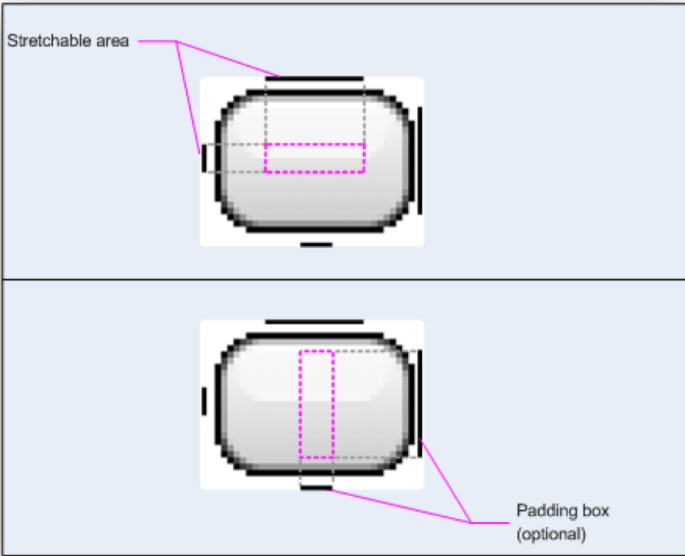 Stretchable area
Padding box
(optional)